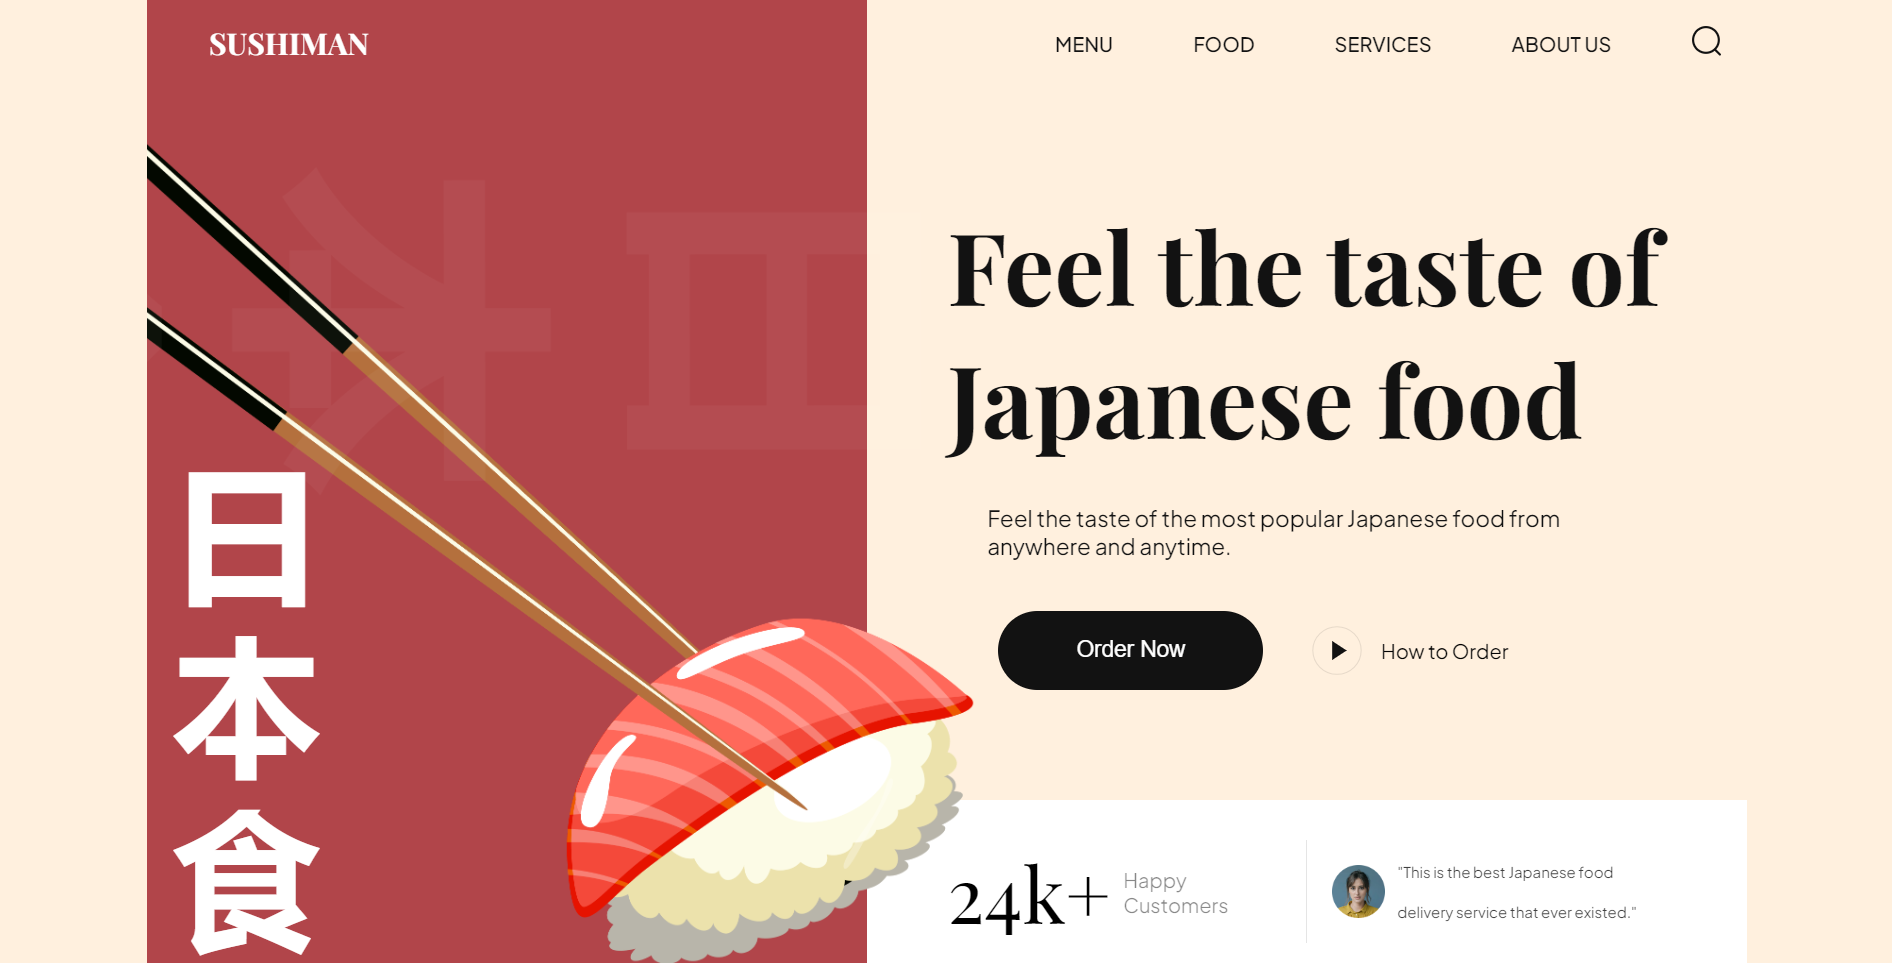 SUSHIMAN
MENU
FOOD
SERVICES
ABOUT US
日
本
食
Feel the taste of
Japanese food
Feel the taste of the most popular Japanese food from
anywhere and anytime.
Order Now
How to Order
24k+
Happy
Customers
"This is the best Japanese food
delivery service that ever existed."